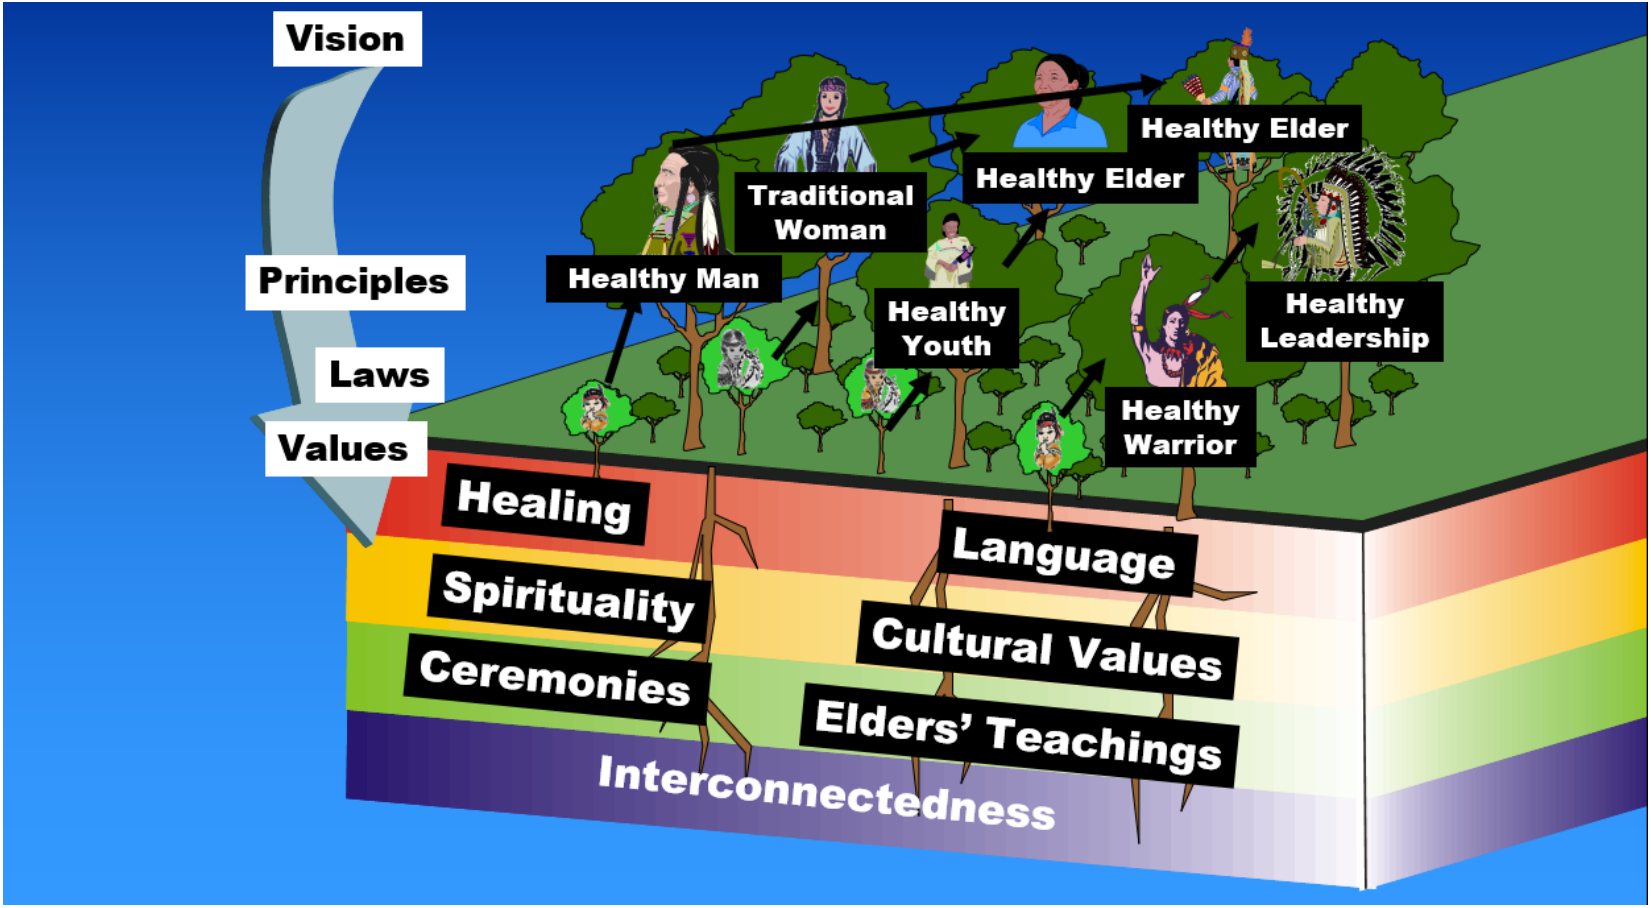 Vision
Principles
Laws
Values
Healthy Man
Traditional
Woman
Healthy Elder
Healthy Elder
Healthy
Youth
Healthy
Warrior
Healthy
Leadership
Healing
Spirituality
Ceremonies
Language
Cultural Values
Elders’ Teachings
Interconnectedness